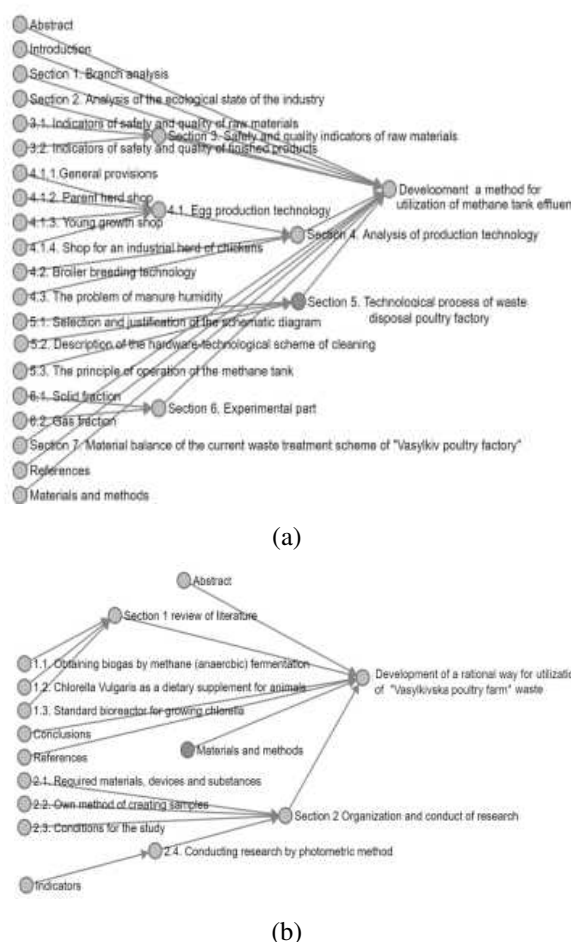 Abstract
Introduction
Section 1. Branch analysis
Section 2. Analysis of the ecological state of the industry
3.1. Indicators of safety and quality of raw materials
Section 3. Safety and quality indicators of raw materials
3.2. Indicators of safety and quality of finished products
4.1.1.General provisions
Development a method for
utilization of methane tank effluen
4.1.2. Parent herd shop
4.1. Egg production technology
4.1.3. Young growth shop
Section 4. Analysis of production technology
4.1.4. Shop for an industrial herd of chickens
4.2. Broiler breeding technology
4.3. The problem of manure humidity
Section 5. Technological process of waste
disposal poultry factory
5.1. Selection and justification of the schematic diagram
5.2. Description of the hardware-technological scheme of cleaning
5.3. The principle of operation of the methane tank
6.1. Solid fraction
Section 6. Experimental part
6.2. Gas fraction
Section 7. Material balance of the current waste treatment scheme of "Vasylkiv poultry factory"
References
Materials and methods
(a)
Abstract
Section 1 review of literature
1.1. Obtaining biogas by methane (anaerobic) fermentation
Development of a rational way for utilizatio
of "Vasylkivska poultry farm" waste
1.2. Chlorella Vulgaris as a dietary supplement for animals
1.3. Standard bioreactor for growing chlorella
Conclusions
Materials and methods
References
2.1. Required materials, devices and substances
2.2. Own method of creating samples
Section 2 Organization and conduct of research
2.3. Conditions for the study
2.4. Conducting research by photometric method
Indicators
(b)